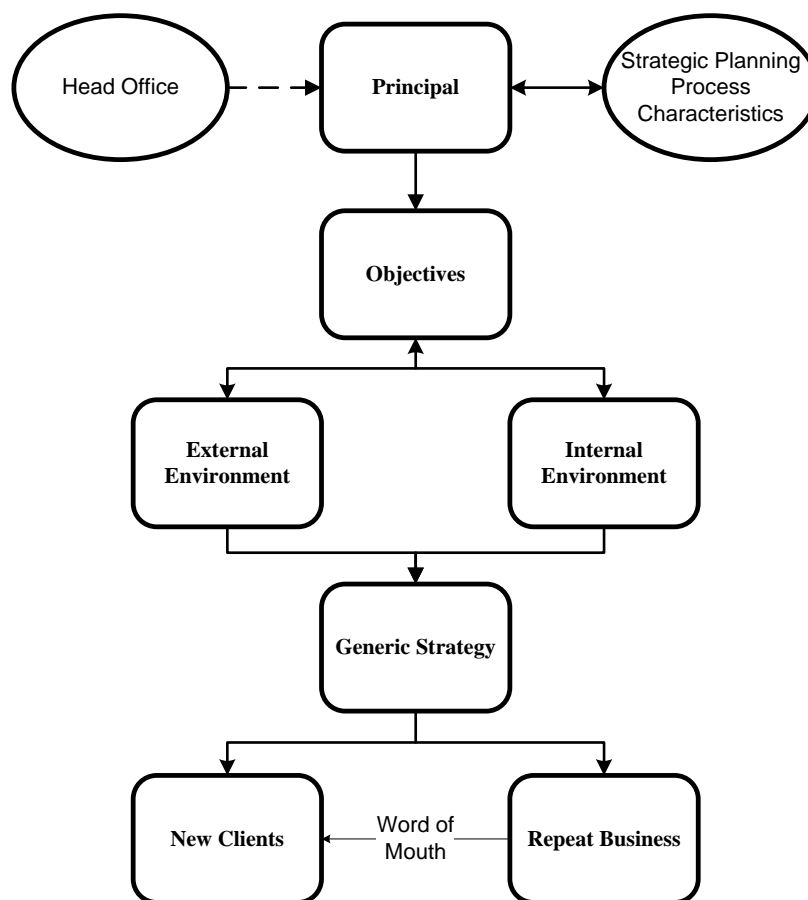 Head Office
Principal
Strategic Planning
Process
Characteristics
Objectives
External
Environment
Internal
Environment
Generic Strategy
New Clients
Word of
Mouth
Repeat Business